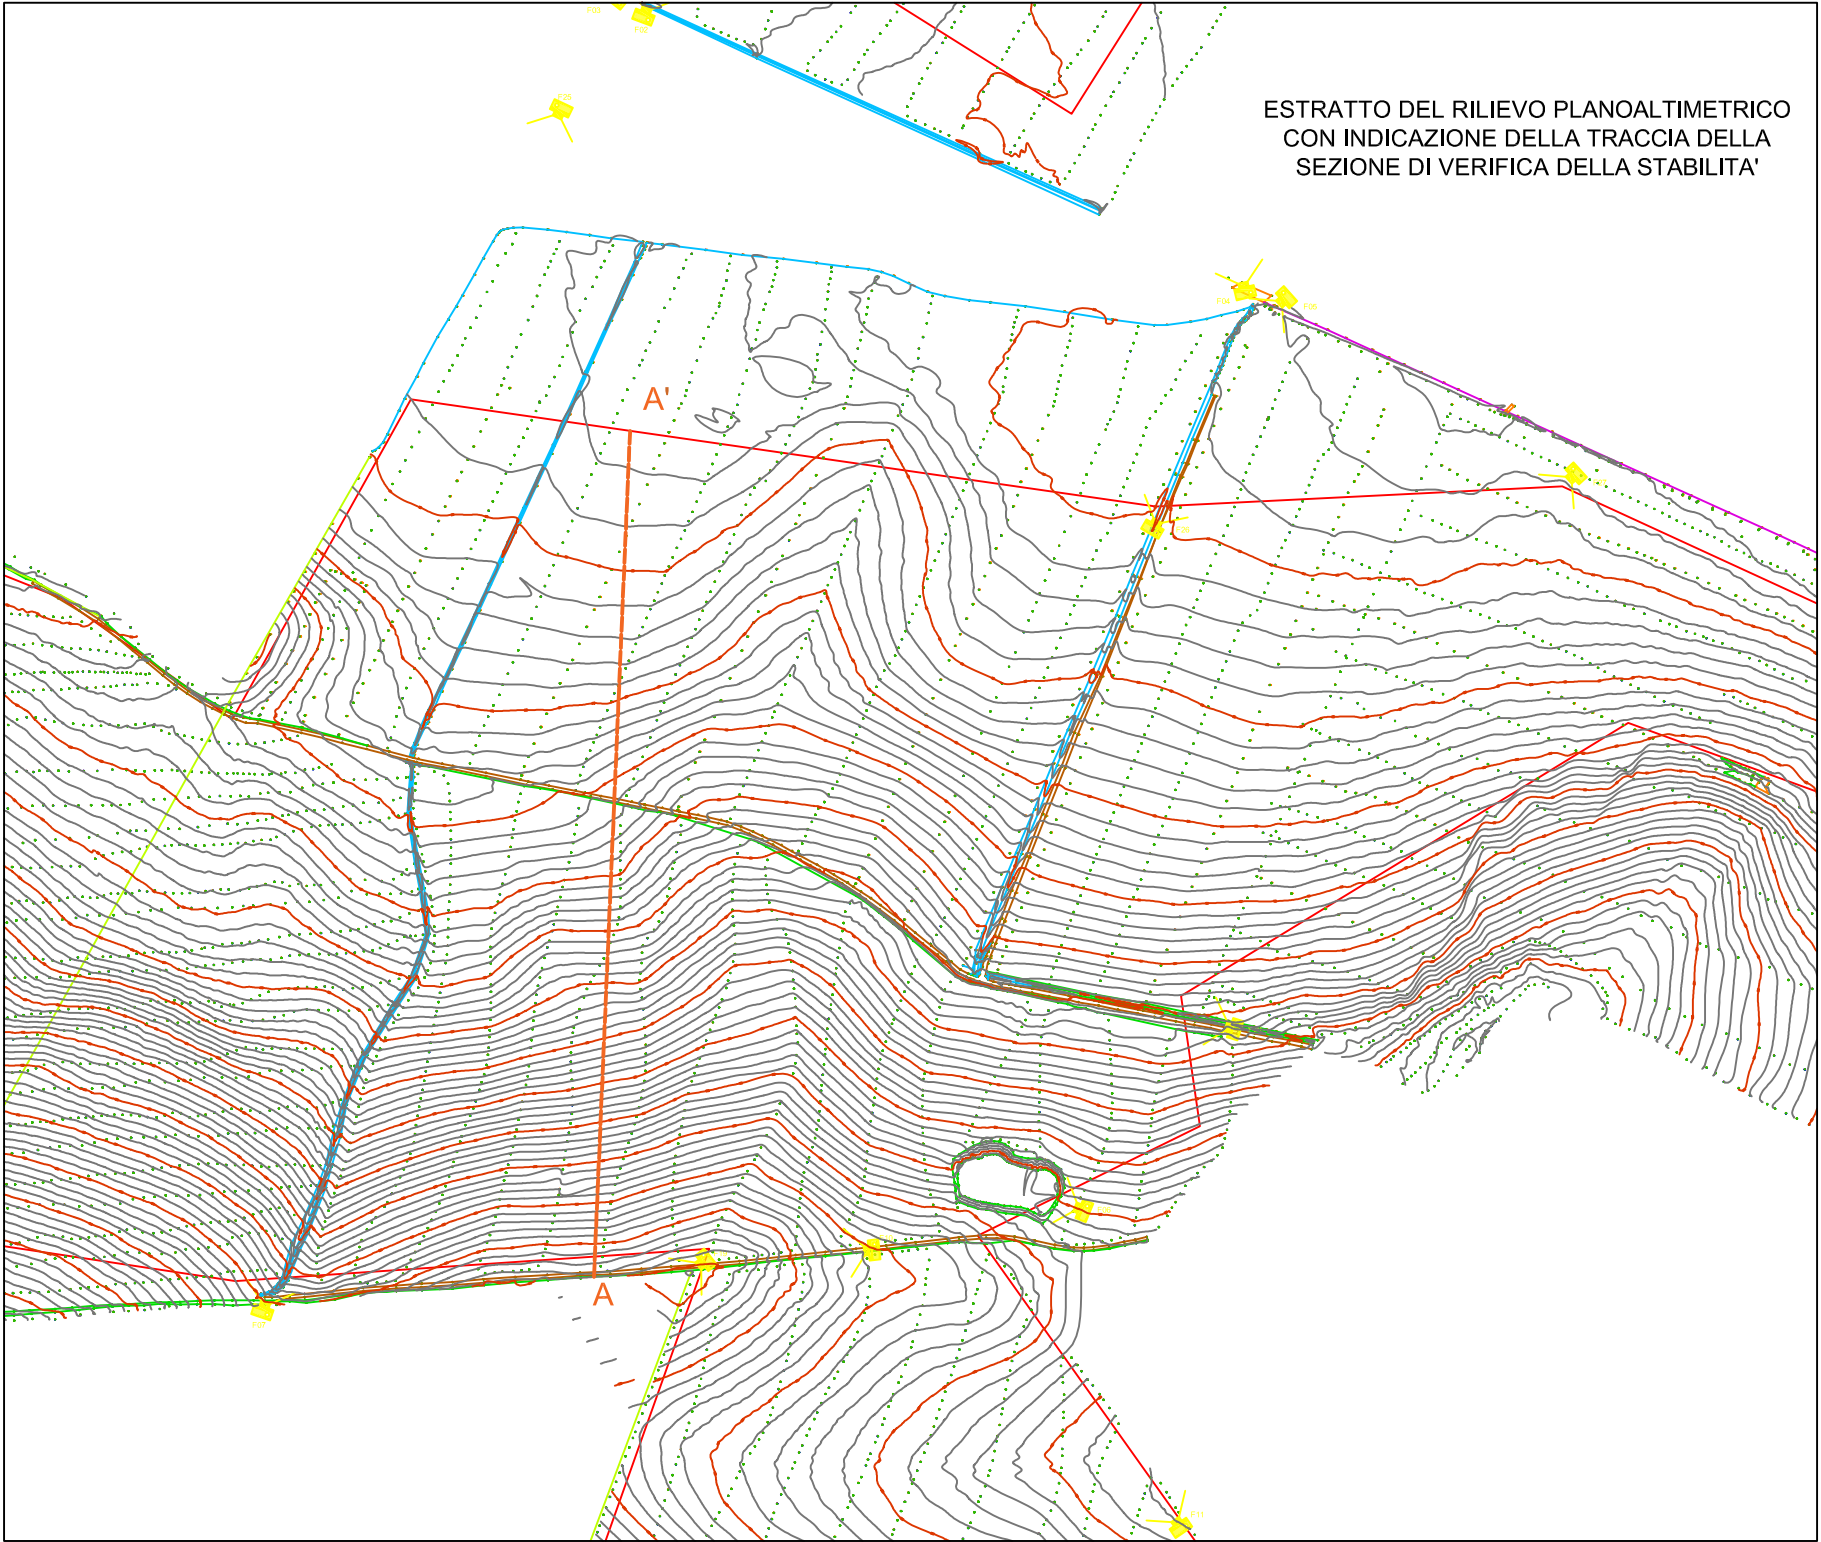 ESTRATTO DEL RILIEVO PLANOALTIMETRICO
CON INDICAZIONE DELLA TRACCIA DELLA
SEZIONE DI VERIFICA DELLA STABILITA'
A'
A